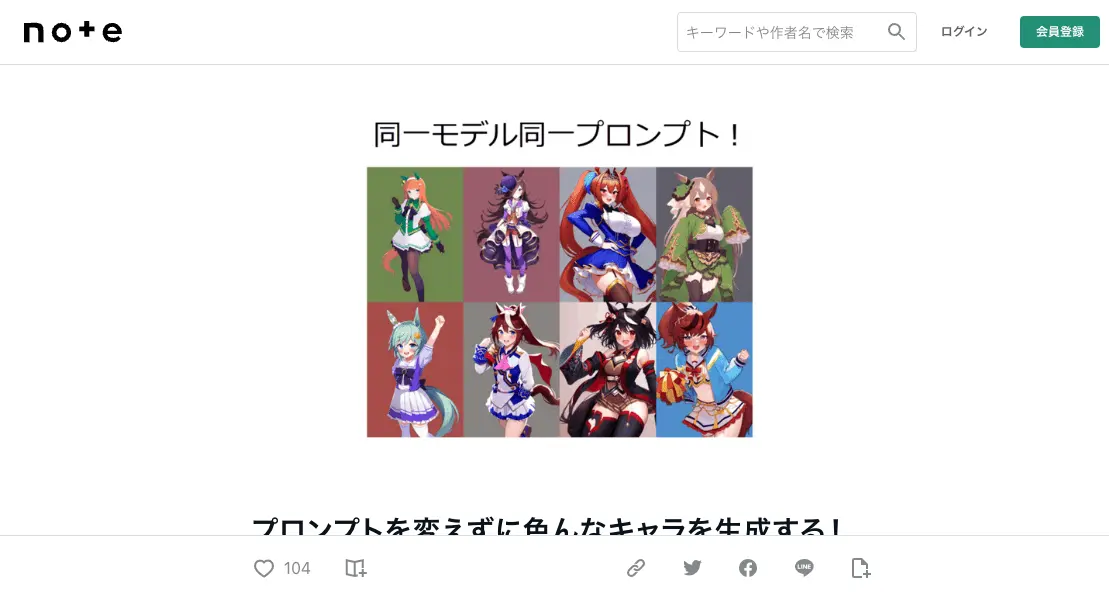 note
キーワードや作者名で検索
ログイン
会員登録
同一モデル同一プロンプト！
プロンプトを変えずに色んなキャラを生成する！
104
LINE